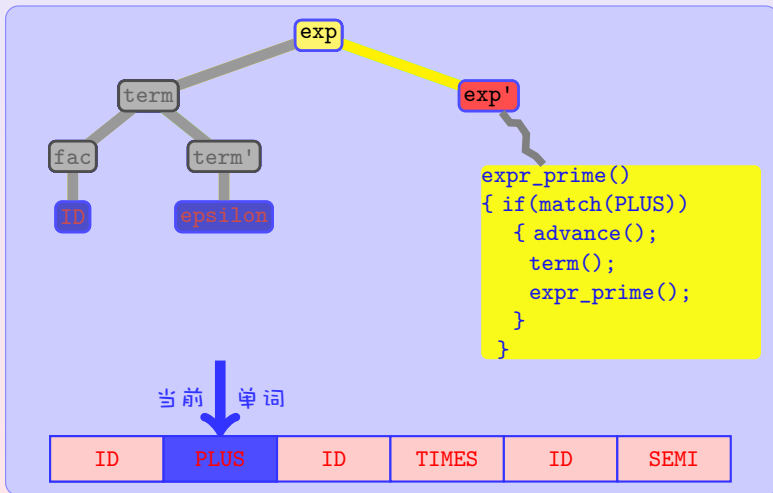 exp
term exp'
fac term'
ID epsilon
expr_prime()
{ if(match(PLUS))
{ advance();
term();
expr_prime();
}
}
当前 单词
ID PLUS ID TIMES ID SEMI